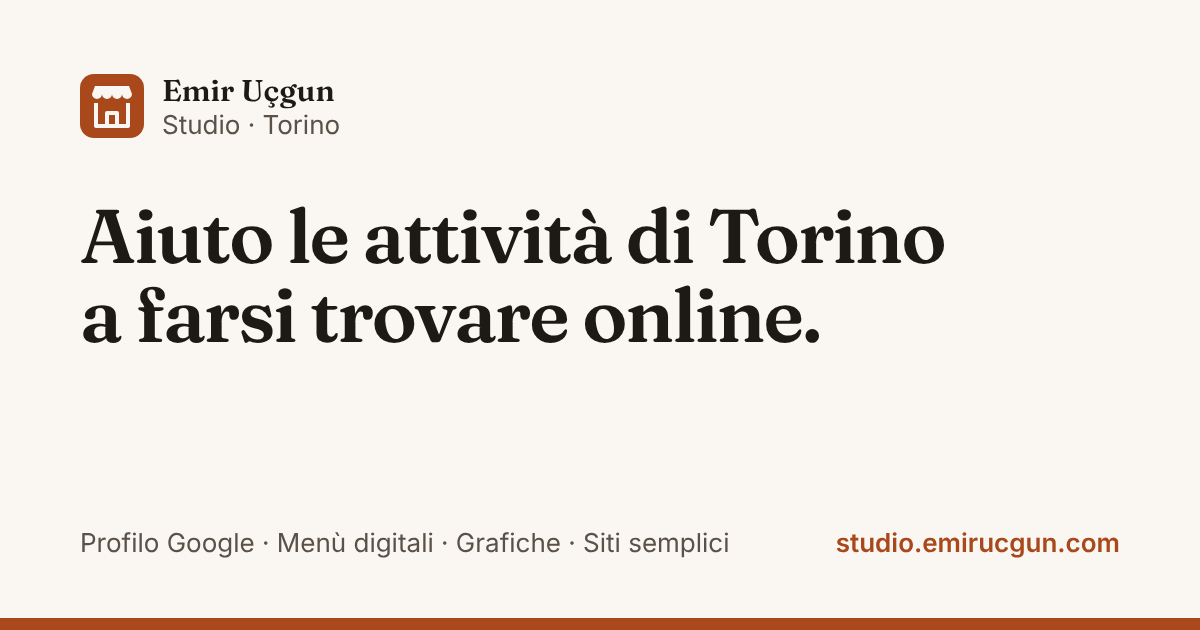 Emir Uçgun
Studio · Torino
Aiuto le attività di Torino
a farsi trovare online.
Profilo Google · Menù digitali · Grafiche · Siti semplici
studio.emirucgun.com